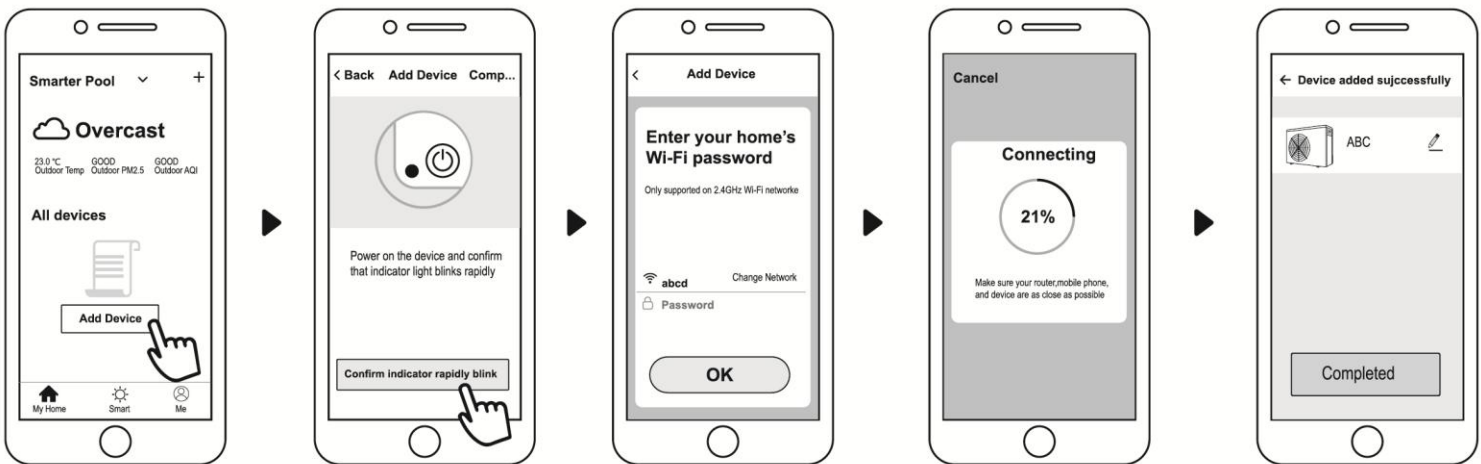 Smarter Pool
Overcast
23.0 ℃ GOOD GOOD
Outdoor Temp Outdoor PM2.5 Outdoor AQI
All devices
Add Device
My Home Smart Me
< Back Add Device Comp...
Power on the device and confirm
that indicator light blinks rapidly
Confirm indicator rapidly blink
< Add Device
Enter your home's
Wi-Fi password
Only supported on 2.4GHz Wi-Fi networke
abcd Change Network
Password
OK
Cancel
Connecting
21%
Make sure your router,mobile phone,
and device are as close as possible
← Device added sujccessfully
ABC
Completed